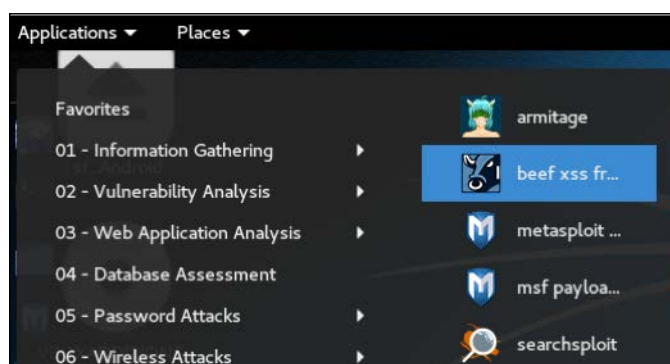 Applications Places
Favorites
01 - Information Gathering
02 - Vulnerability Analysis
03 - Web Application Analysis
04 - Database Assessment
05 - Password Attacks
06 - Wireless Attacks
armitage
beef xss fr...
metasploit ...
msf payloa...
searchsploit